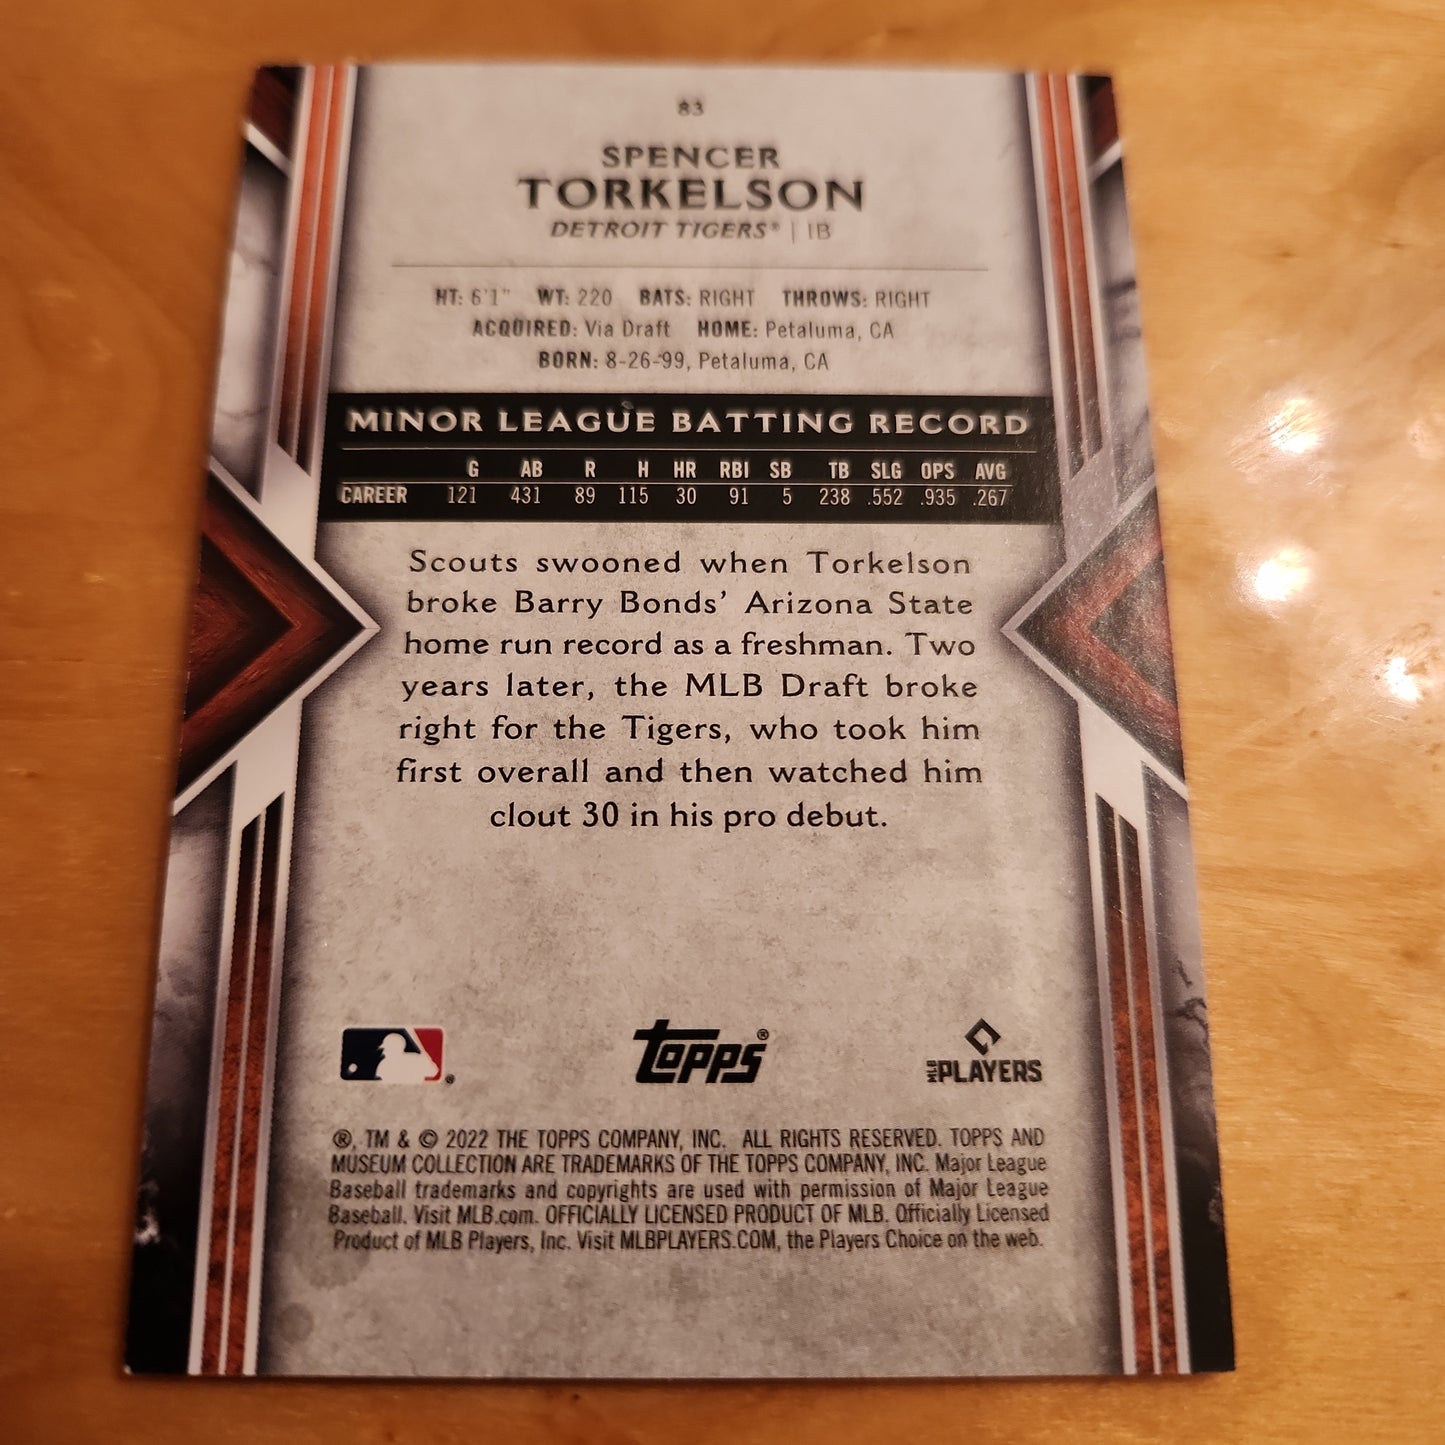 83
SPENCER
TORKELSON
DETROIT TIGERS® | 1B
HT: 6'1" WT: 220 BATS: RIGHT THROWS: RIGHT
ACQUIRED: Via Draft HOME: Petaluma, CA
BORN: 8-26-99, Petaluma, CA
MINOR LEAGUE BATTING RECORD
G AB R H HR RBI SB TB SLG OPS AVG
CAREER 121 431 89 115 30 91 5 238 .552 .935 .267
Scouts swooned when Torkelson
broke Barry Bonds' Arizona State
home run record as a freshman. Two
years later, the MLB Draft broke
right for the Tigers, who took him
first overall and then watched him
clout 30 in his pro debut.
® Topps® MLB PLAYERS
®, TM & © 2022 THE TOPPS COMPANY, INC. ALL RIGHTS RESERVED. TOPPS AND
MUSEUM COLLECTION ARE TRADEMARKS OF THE TOPPS COMPANY, INC. Major League
Baseball trademarks and copyrights are used with permission of Major League
Baseball. Visit MLB.com. OFFICIALLY LICENSED PRODUCT OF MLB. Officially Licensed
Product of MLB Players, Inc. Visit MLBPLAYERS.COM, the Players Choice on the web.